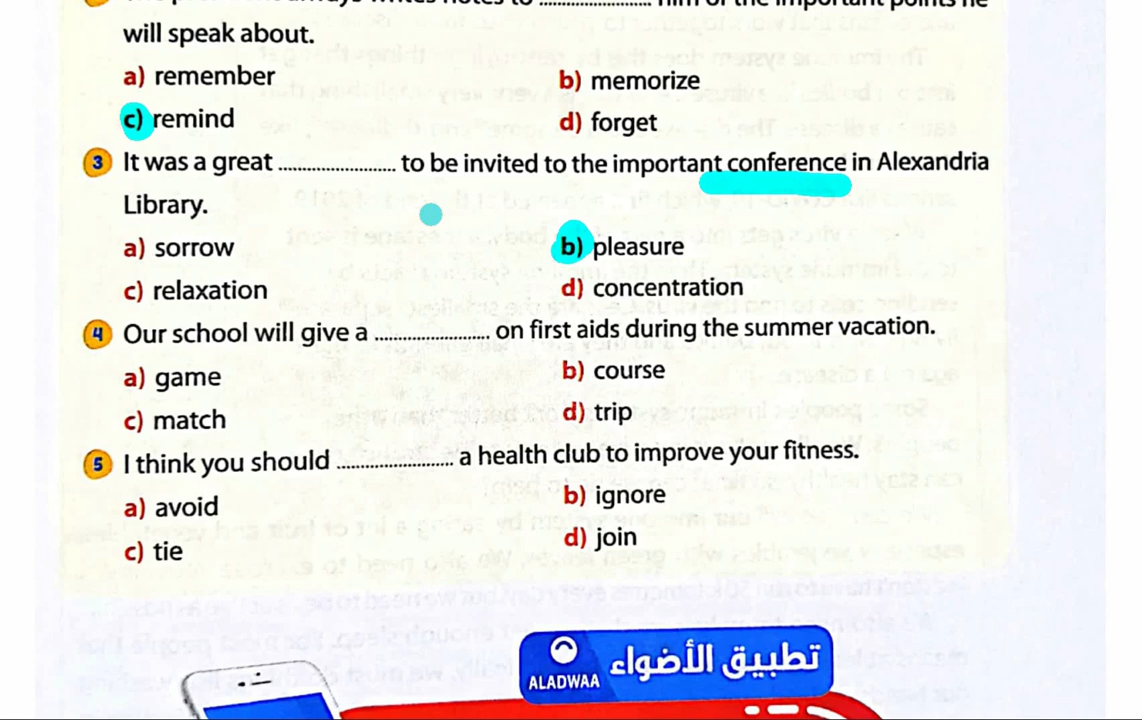 will speak about.
a) remember
b) memorize
c) remind
d) forget
3 It was a great ........................ to be invited to the important conference in Alexandria
Library.
a) sorrow
b) pleasure
c) relaxation
d) concentration
4 Our school will give a ........................ on first aids during the summer vacation.
a) game
b) course
c) match
d) trip
5 I think you should ........................ a health club to improve your fitness.
a) avoid
b) ignore
c) tie
d) join
تطبيق الأضواء
ALADWAA